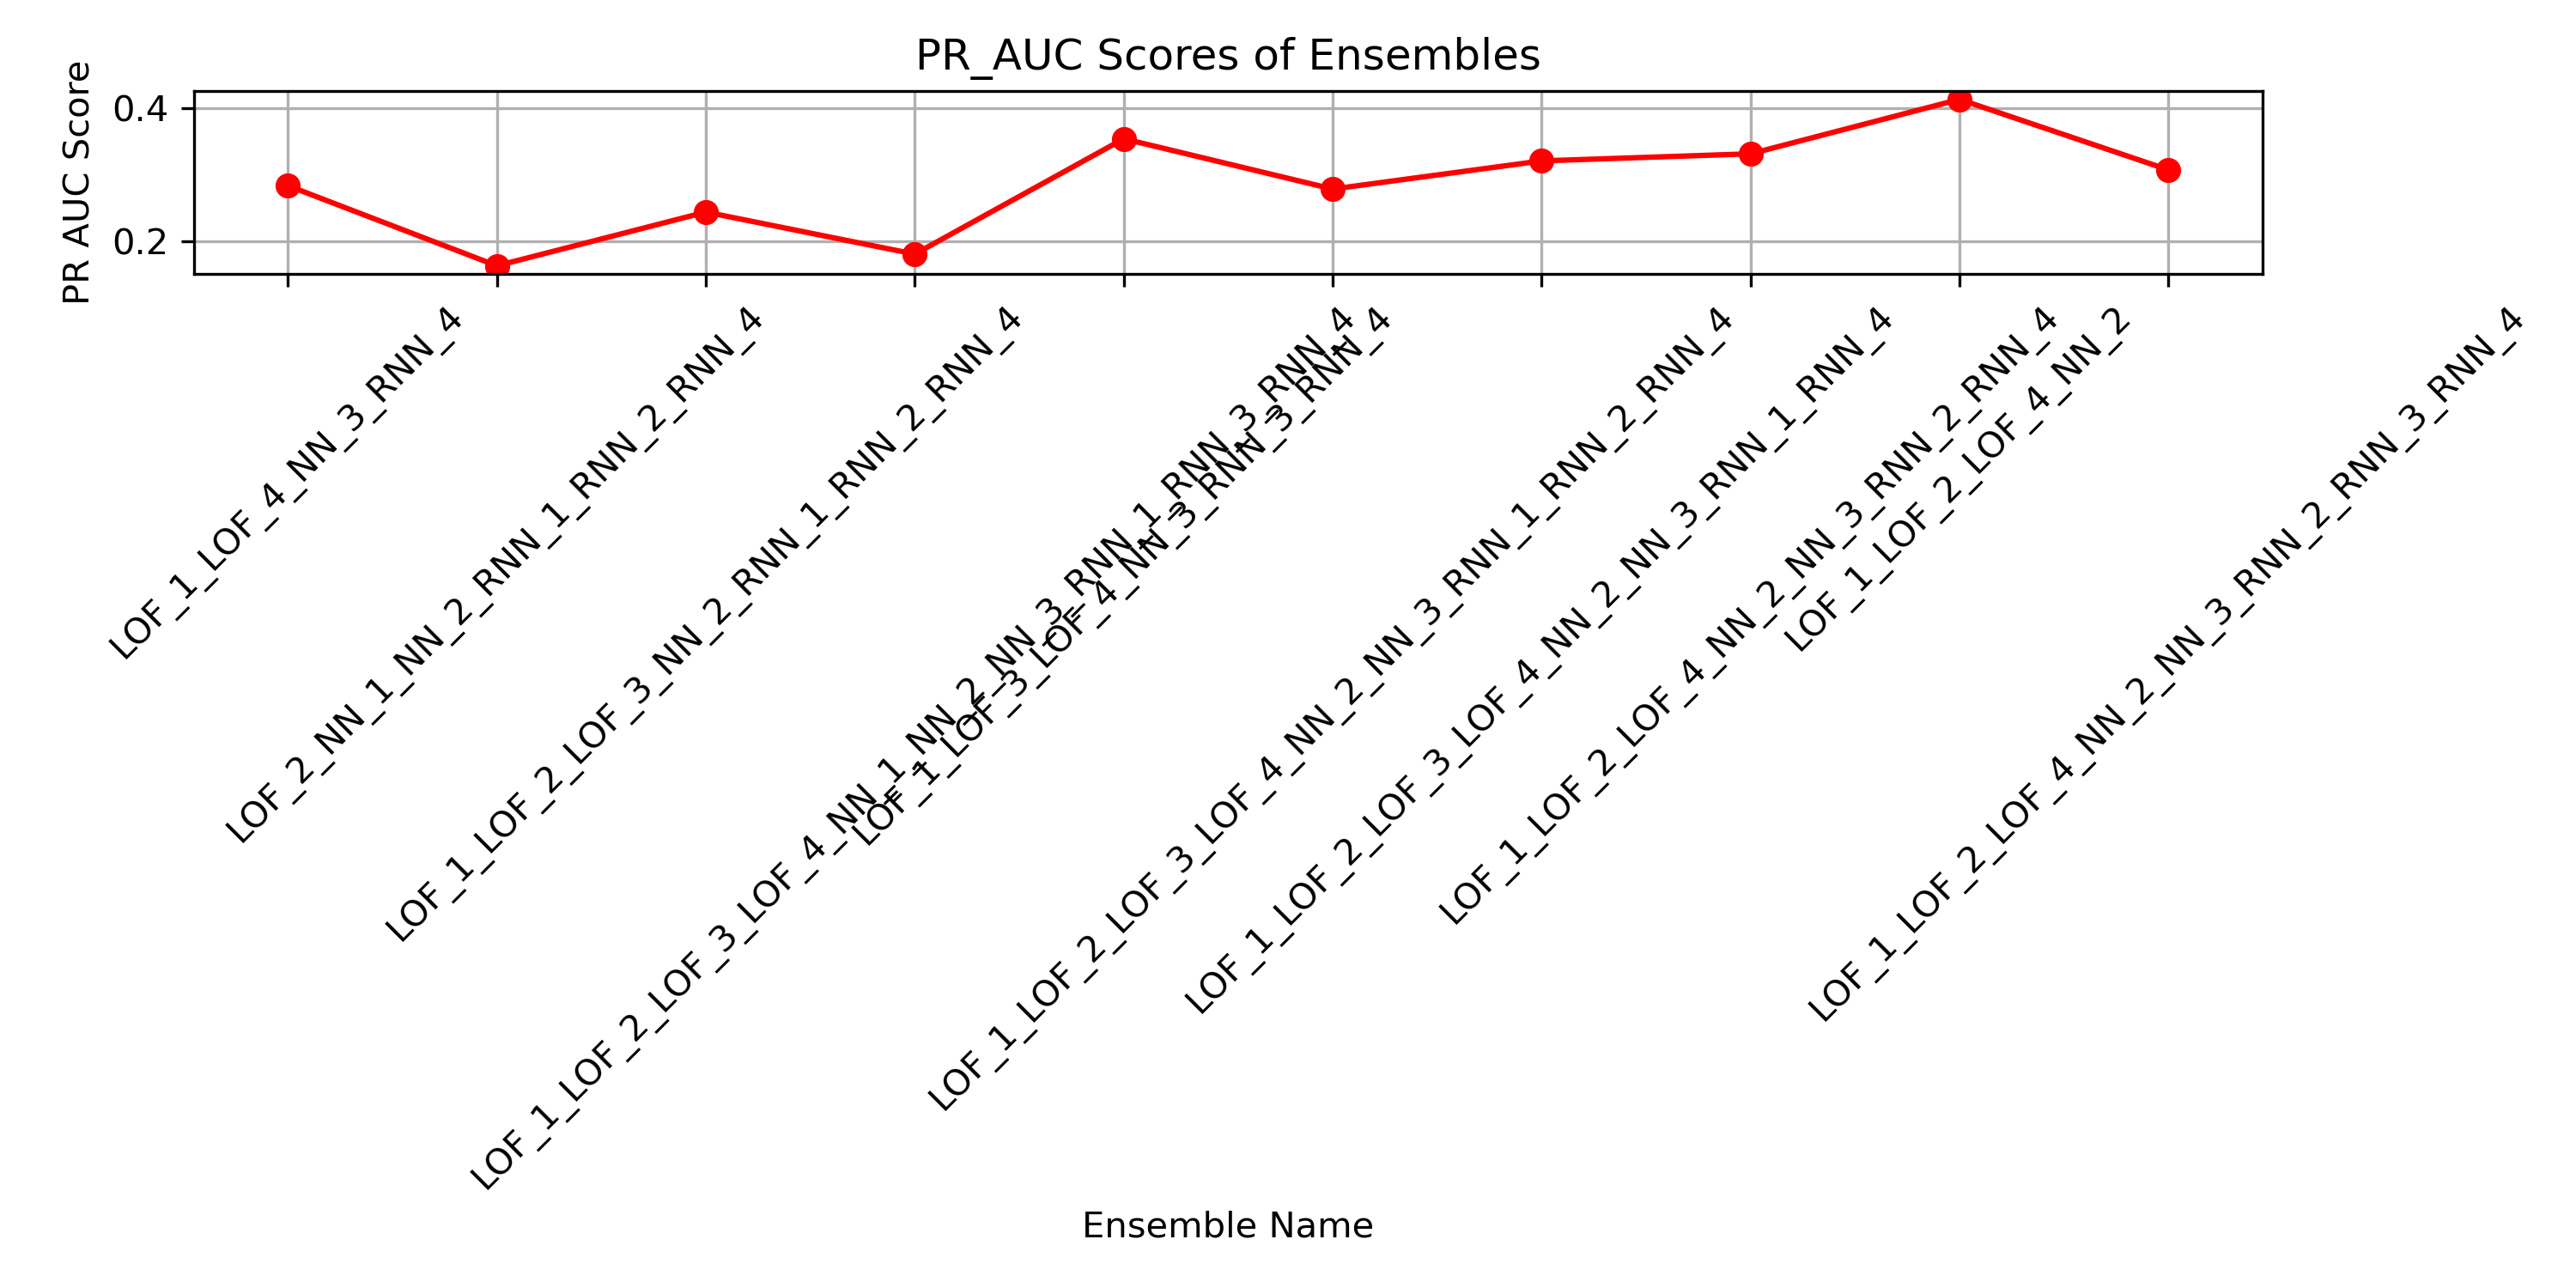 PR_AUC Scores of Ensembles
PR AUC Score
0.4
0.2
LOF_1_LOF_4_NN_3_RNN_4
LOF_2_NN_1_NN_2_RNN_1_RNN_2_RNN_4
LOF_1_LOF_2_LOF_3_NN_2_RNN_1_RNN_2_RNN_4
LOF_1_LOF_2_LOF_3_LOF_4_NN_1_NN_2_NN_3_RNN_1_RNN_3_RNN_4
LOF_1_LOF_3_LOF_4_NN_3_RNN_3_RNN_4
LOF_1_LOF_2_LOF_3_LOF_4_NN_2_NN_3_RNN_1_RNN_2_RNN_4
LOF_1_LOF_2_LOF_3_LOF_4_NN_2_NN_3_RNN_1_RNN_4
LOF_1_LOF_2_LOF_4_NN_2_NN_3_RNN_2_RNN_4
LOF_1_LOF_2_LOF_4_NN_2
LOF_1_LOF_2_LOF_4_NN_2_NN_3_RNN_2_RNN_3_RNN_4
Ensemble Name